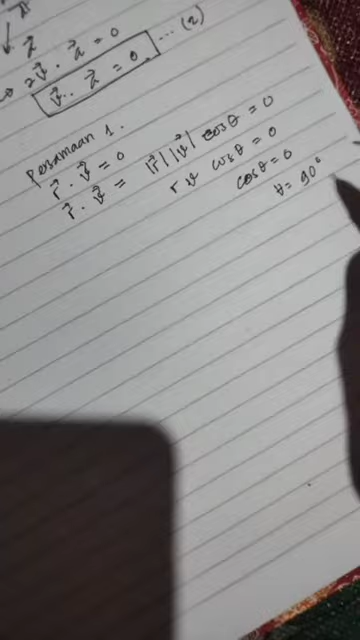 2v⃗ · a⃗ = 0
v⃗ · a⃗ = 0 ... (2)
Persamaan 1.
r⃗ · v⃗ = 0
r⃗ · v⃗ = |r⃗| |v⃗| cos θ = 0
r v cos θ = 0
cos θ = 0
θ = 90°